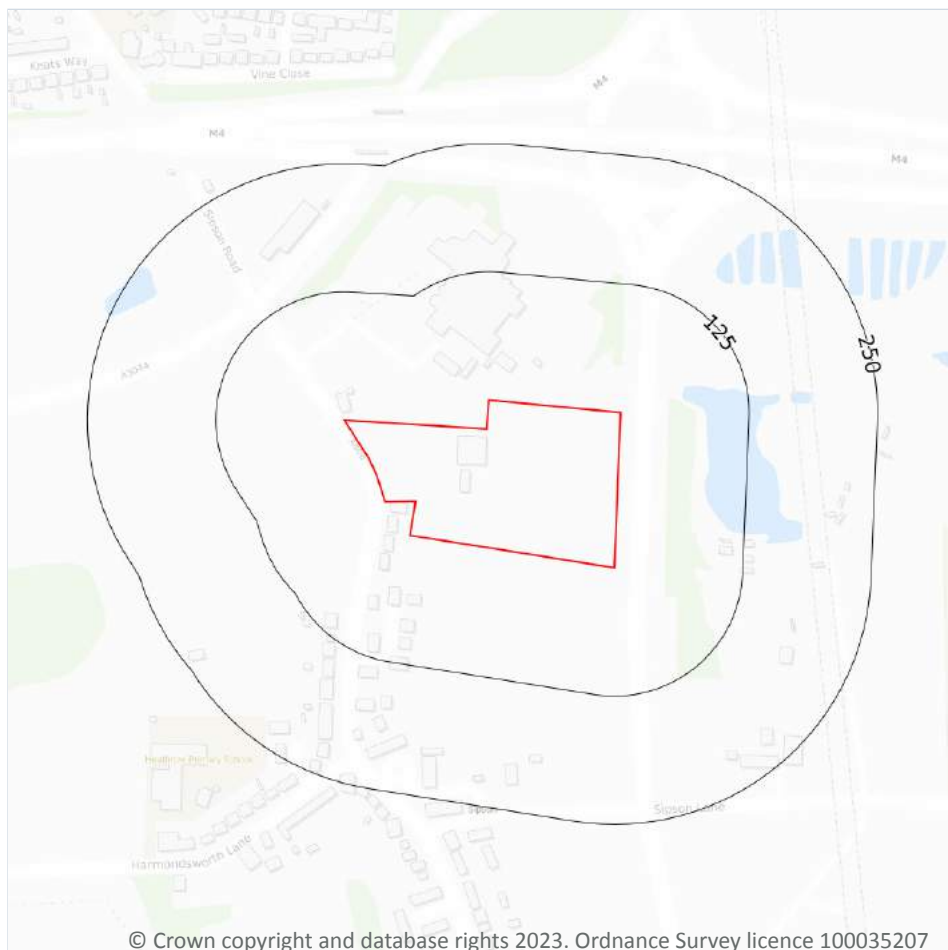 Knats Way
Vine Close
M4
M4
M4
Sipson Road
125
250
A3044
Heathrow Primary School
Sipson Lane
Harmondsworth Lane
© Crown copyright and database rights 2023. Ordnance Survey licence 100035207